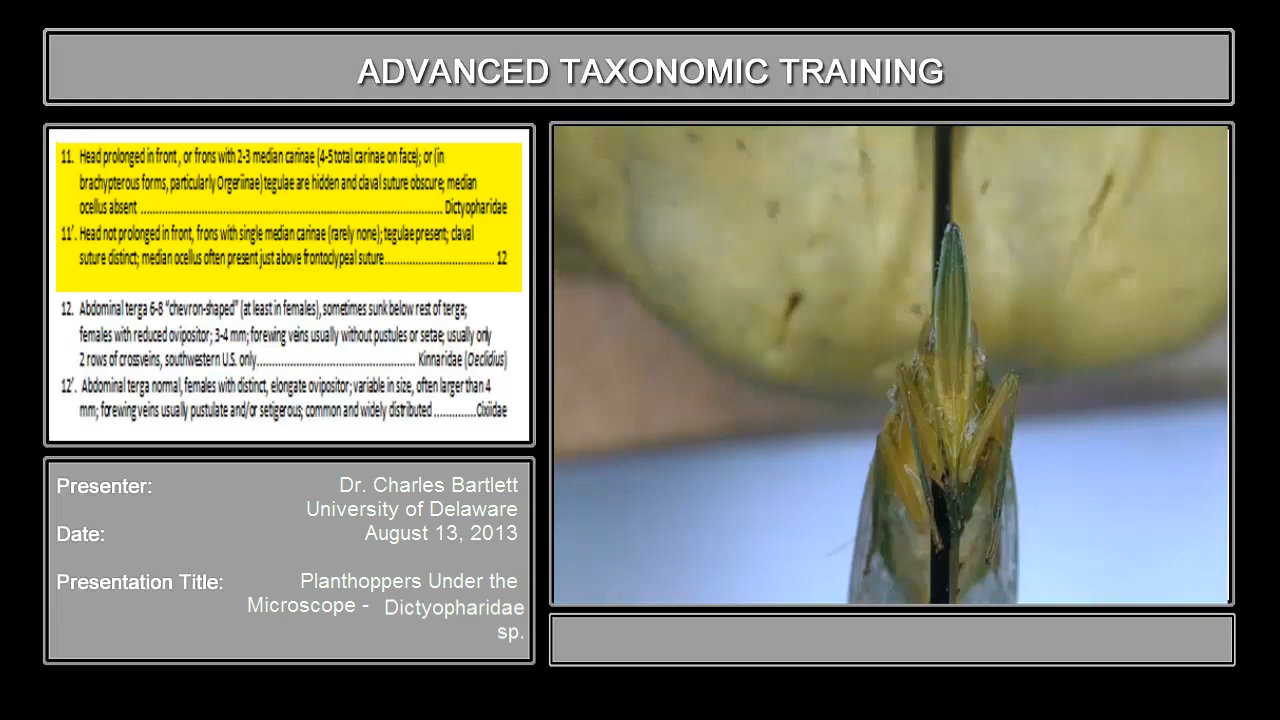 ADVANCED TAXONOMIC TRAINING
11. Head prolonged in front, or frons with 2-3 median carinae (4-5 total carinae on face); or (in
brachypterous forms, particularly Orgeriinae) tegulae are hidden and claval suture obscure; median
ocellus absent ........................................................................................ Dictyopharidae
11'. Head not prolonged in front, frons with single median carinae (rarely none); tegulae present; claval
suture distinct; median ocellus often present just above frontoclypeal suture................................ 12
12. Abdominal terga 6-8 “chevron-shaped” (at least in females), sometimes sunk below rest of terga;
females with reduced ovipositor; 3-4 mm; forewing veins usually without pustules or setae; usually only
2 rows of crossveins, southwestern U.S. only.............................................. Kinnaridae (Oeclidius)
12'. Abdominal terga normal, females with distinct, elongate ovipositor; variable in size, often larger than 4
mm; forewing veins usually pustulate and/or setigerous; common and widely distributed ............Cixiidae
Presenter: Dr. Charles Bartlett
University of Delaware
Date: August 13, 2013
Presentation Title: Planthoppers Under the
Microscope - Dictyopharidae
sp.